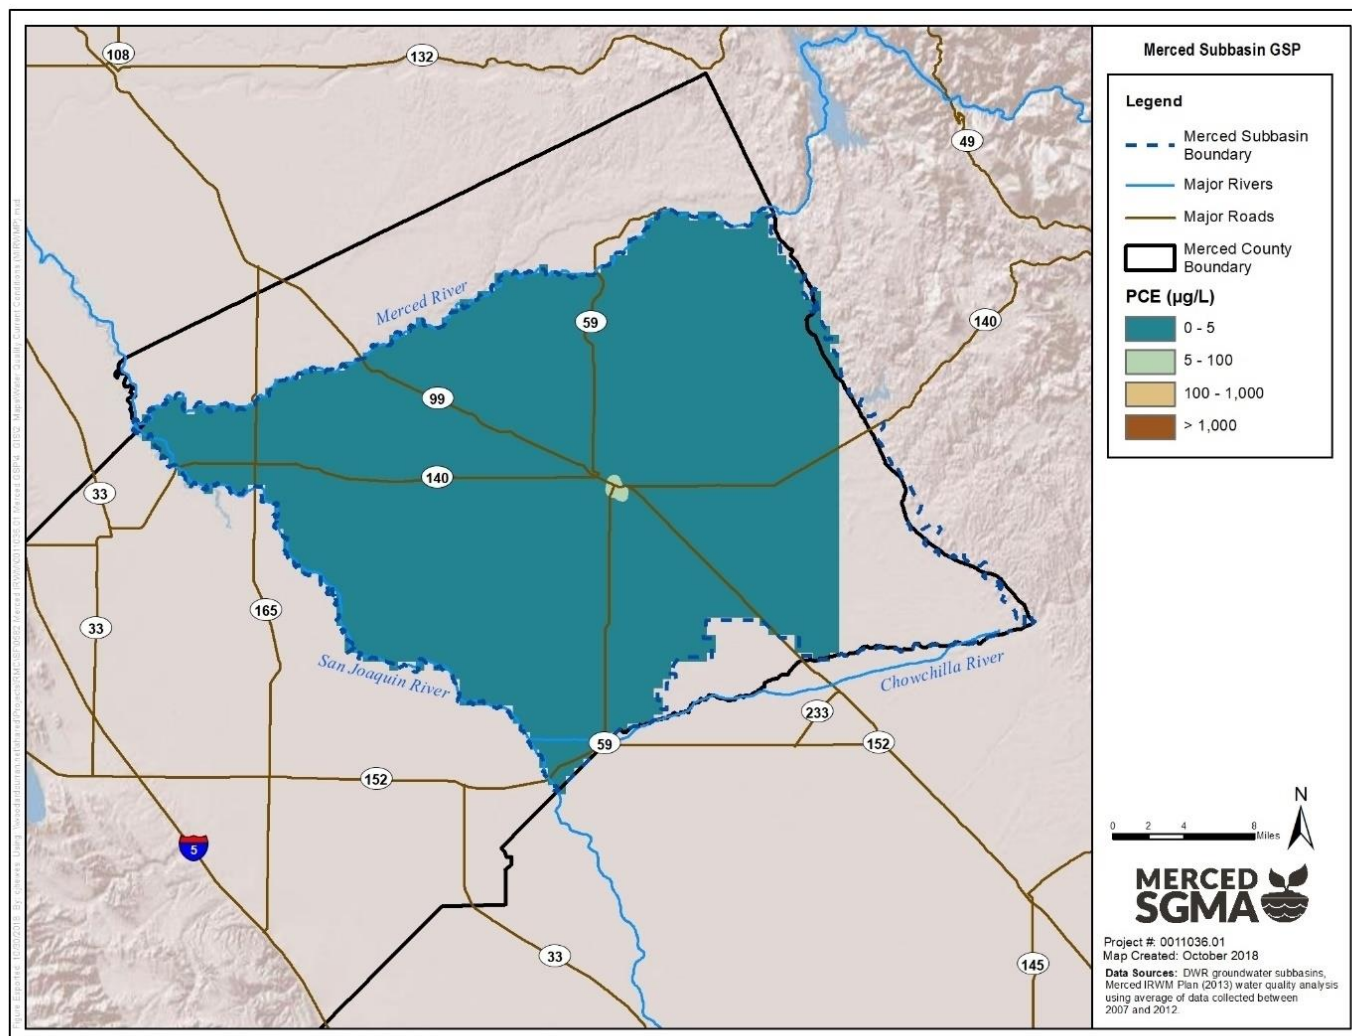 Merced Subbasin GSP
Legend
Merced Subbasin
Boundary
Major Rivers
Major Roads
Merced County
Boundary
PCE (µg/L)
0 - 5
5 - 100
100 - 1,000
> 1,000
108
132
49
Merced River
59
140
99
140
33
165
33
San Joaquin River
Chowchilla River
233
59
152
152
5
33
145
N
0 2 4 8
Miles
MERCED
SGMA
Project #: 0011036.01
Map Created: October 2018
Data Sources: DWR groundwater subbasins,
Merced IRWM Plan (2013) water quality analysis
using average of data collected between
2007 and 2012.